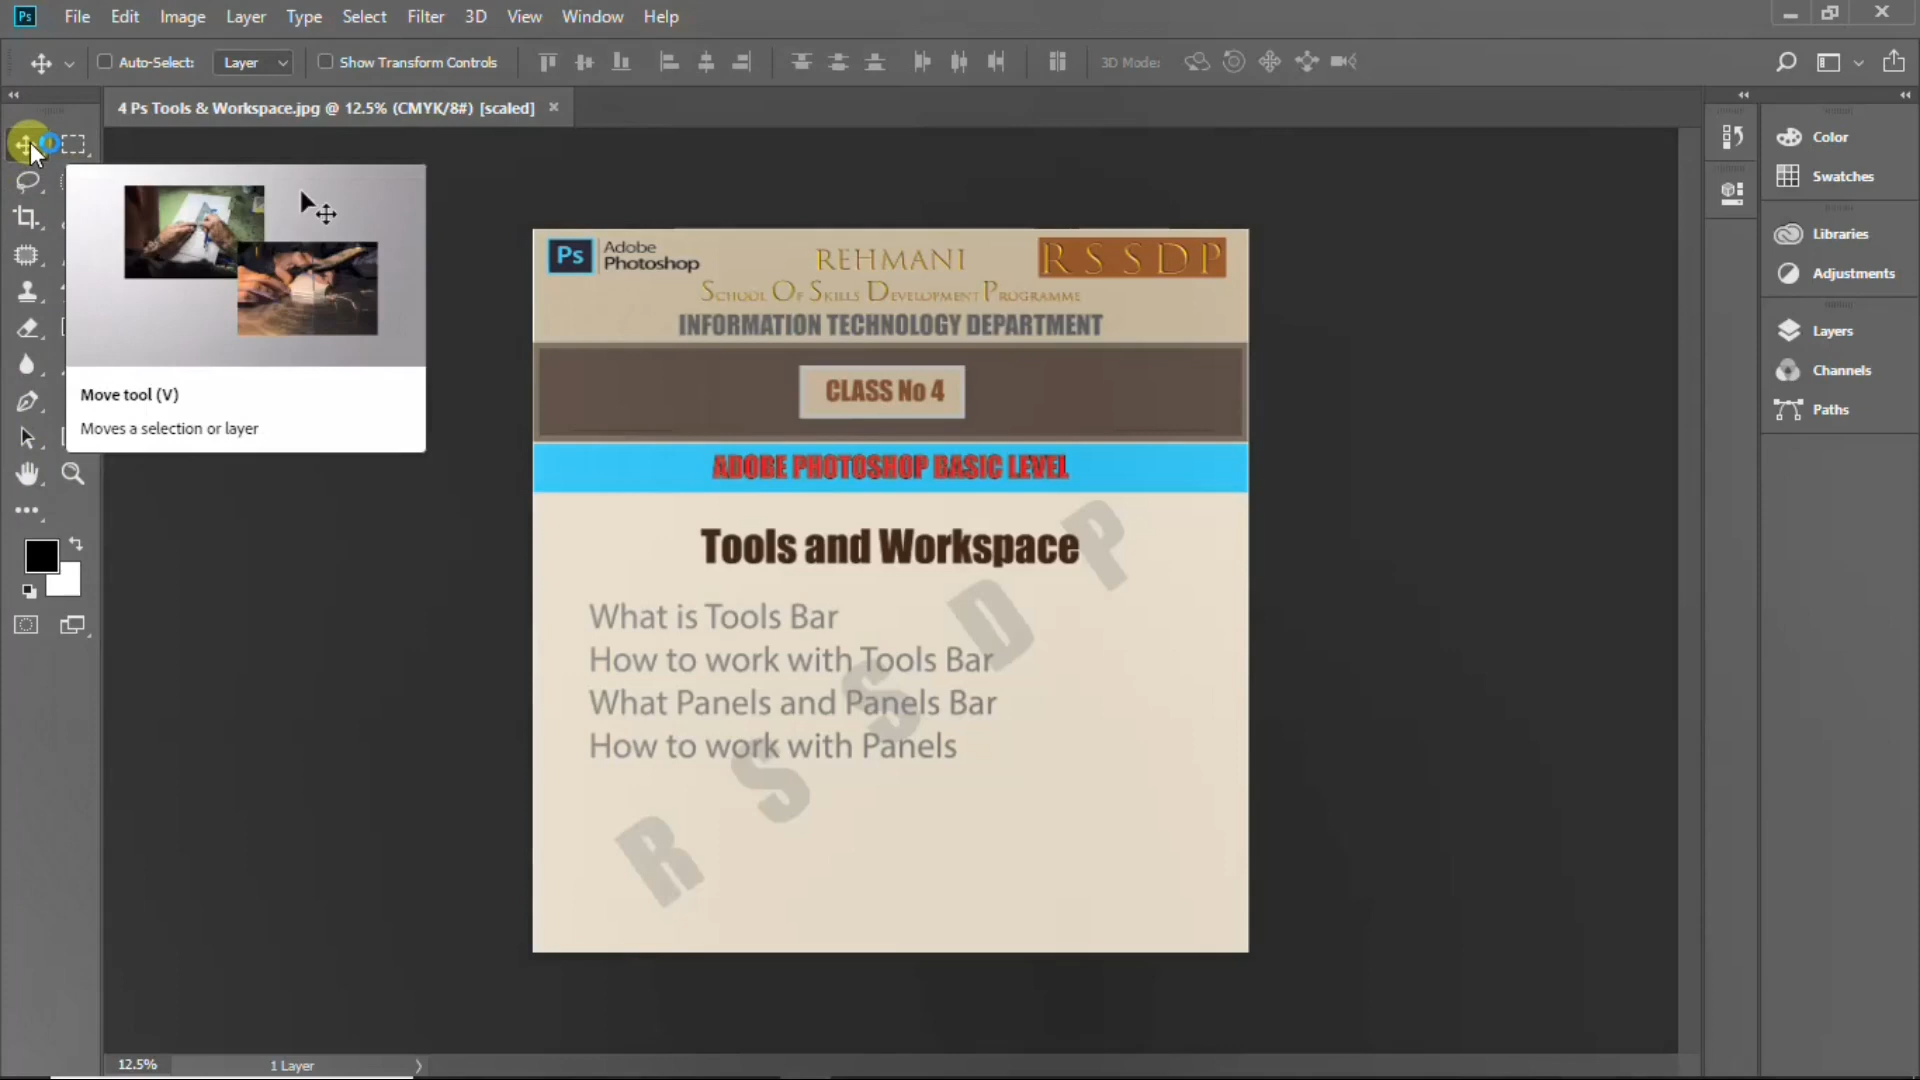 Ps File Edit Image Layer Type Select Filter 3D View Window Help
Auto-Select: Layer Show Transform Controls 3D Mode:
4 Ps Tools & Workspace.jpg @ 12.5% (CMYK/8#) [scaled] ×
Color
Swatches
Libraries
Adjustments
Layers
Channels
Paths
Move tool (V)
Moves a selection or layer
Ps Adobe Photoshop
REHMANI
RSSDP
School Of Skills Development Programme
INFORMATION TECHNOLOGY DEPARTMENT
CLASS No 4
ADOBE PHOTOSHOP BASIC LEVEL
Tools and Workspace
What is Tools Bar
How to work with Tools Bar
What Panels and Panels Bar
How to work with Panels
R S S D P
12.5% 1 Layer